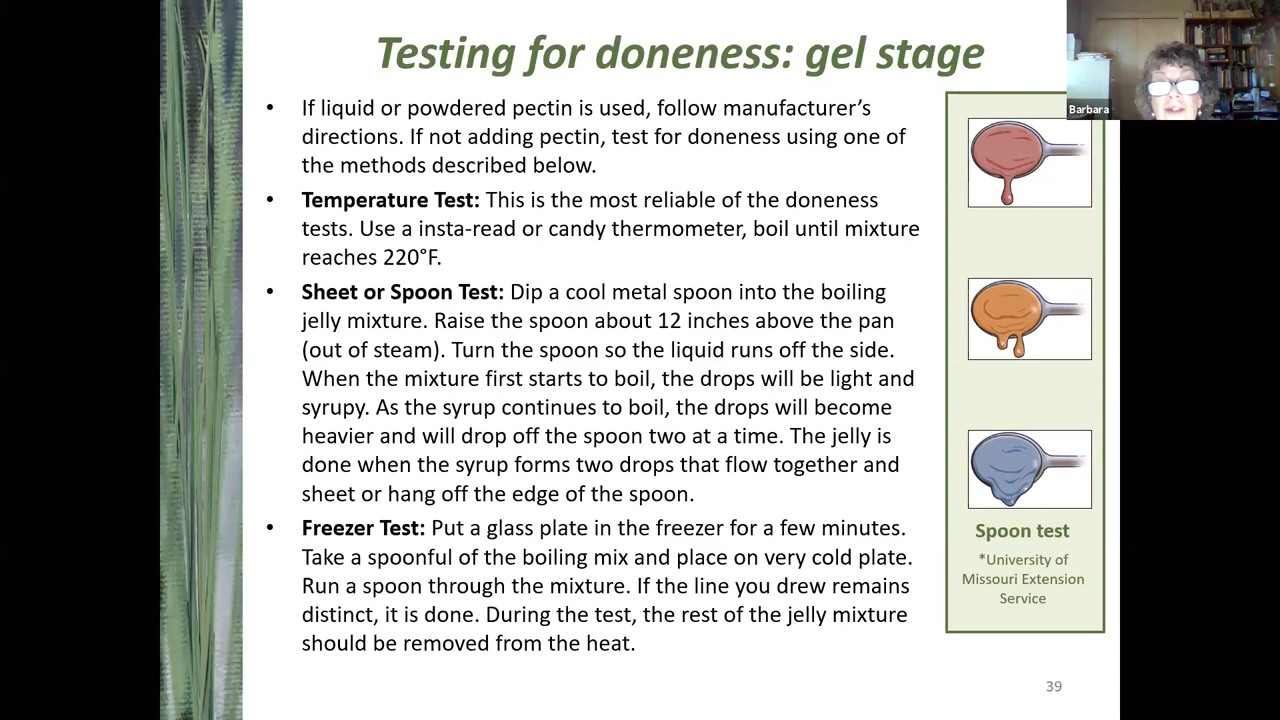 Testing for doneness: gel stage
Barbara
• If liquid or powdered pectin is used, follow manufacturer’s
directions. If not adding pectin, test for doneness using one of
the methods described below.
• Temperature Test: This is the most reliable of the doneness
tests. Use a insta-read or candy thermometer, boil until mixture
reaches 220°F.
• Sheet or Spoon Test: Dip a cool metal spoon into the boiling
jelly mixture. Raise the spoon about 12 inches above the pan
(out of steam). Turn the spoon so the liquid runs off the side.
When the mixture first starts to boil, the drops will be light and
syrupy. As the syrup continues to boil, the drops will become
heavier and will drop off the spoon two at a time. The jelly is
done when the syrup forms two drops that flow together and
sheet or hang off the edge of the spoon.
• Freezer Test: Put a glass plate in the freezer for a few minutes.
Take a spoonful of the boiling mix and place on very cold plate.
Run a spoon through the mixture. If the line you drew remains
distinct, it is done. During the test, the rest of the jelly mixture
should be removed from the heat.
Spoon test
*University of
Missouri Extension
Service
39